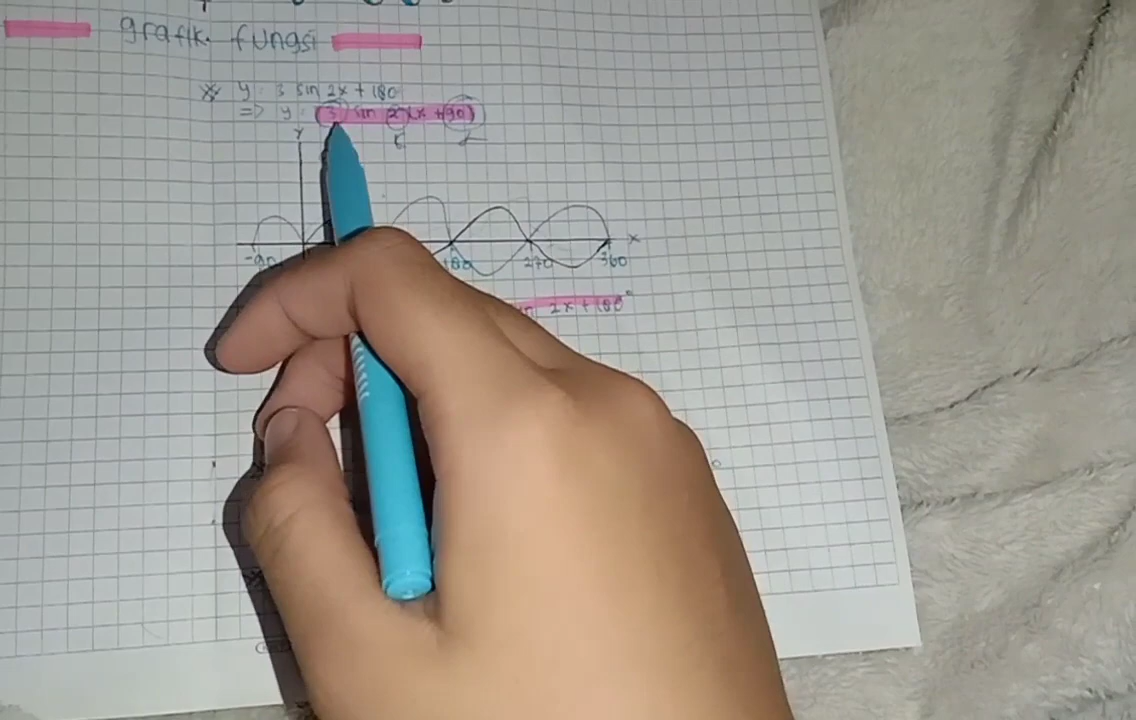 grafik fungsi
y : 3 sin 2x + 180
=> y : (3) sin 2 (x + 90)
y
x
-90 180 270 360
2x + 180°